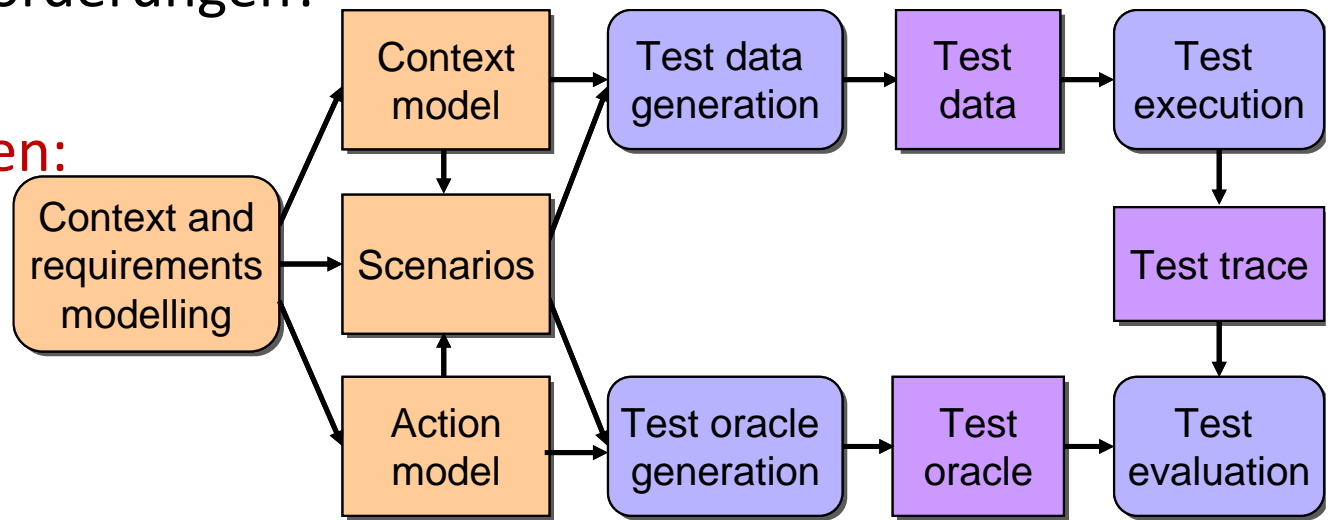 orderungen?
en:
Context and
requirements
modelling
Context
model
Scenarios
Action
model
Test data
generation
Test
data
Test
execution
Test trace
Test oracle
generation
Test
oracle
Test
evaluation